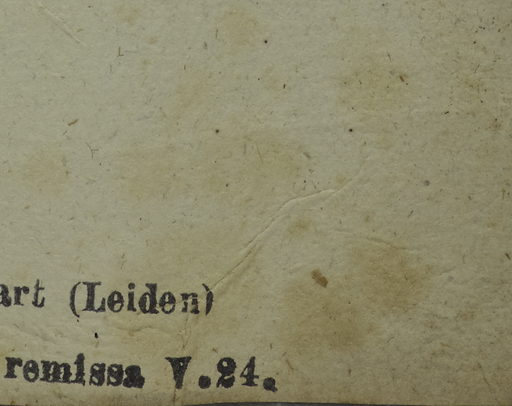 art (Leiden)
remissa V.24.